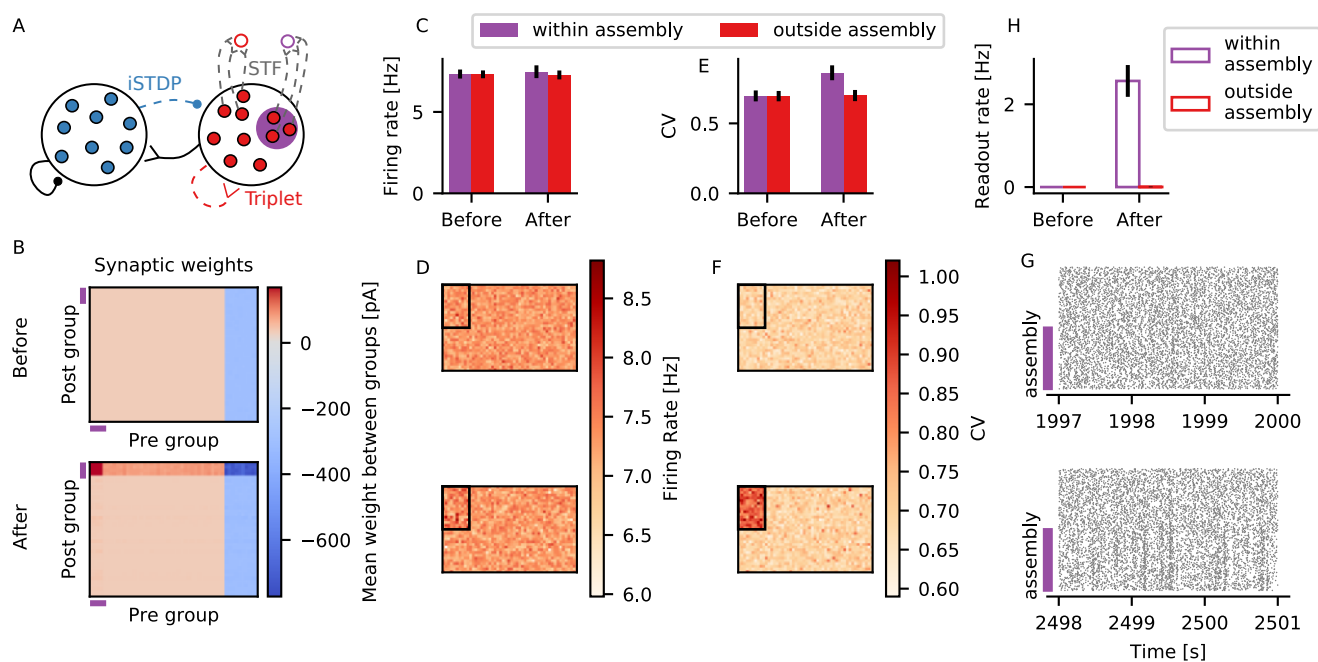 A
iSTDP
STF
Triplet
C
within assembly
outside assembly
Firing rate [Hz]
5
0
Before
After
E
CV
0.5
0.0
Before
After
H
Readout rate [Hz]
2
0
Before
After
within
assembly
outside
assembly
B
Synaptic weights
Before
Post group
Pre group
After
Post group
Pre group
0
−200
−400
−600
Mean weight between groups [pA]
D
8.5
8.0
7.5
7.0
6.5
6.0
Firing Rate [Hz]
F
1.00
0.95
0.90
0.85
0.80
0.75
0.70
0.65
0.60
CV
G
assembly
1997
1998
1999
2000
assembly
2498
2499
2500
2501
Time [s]